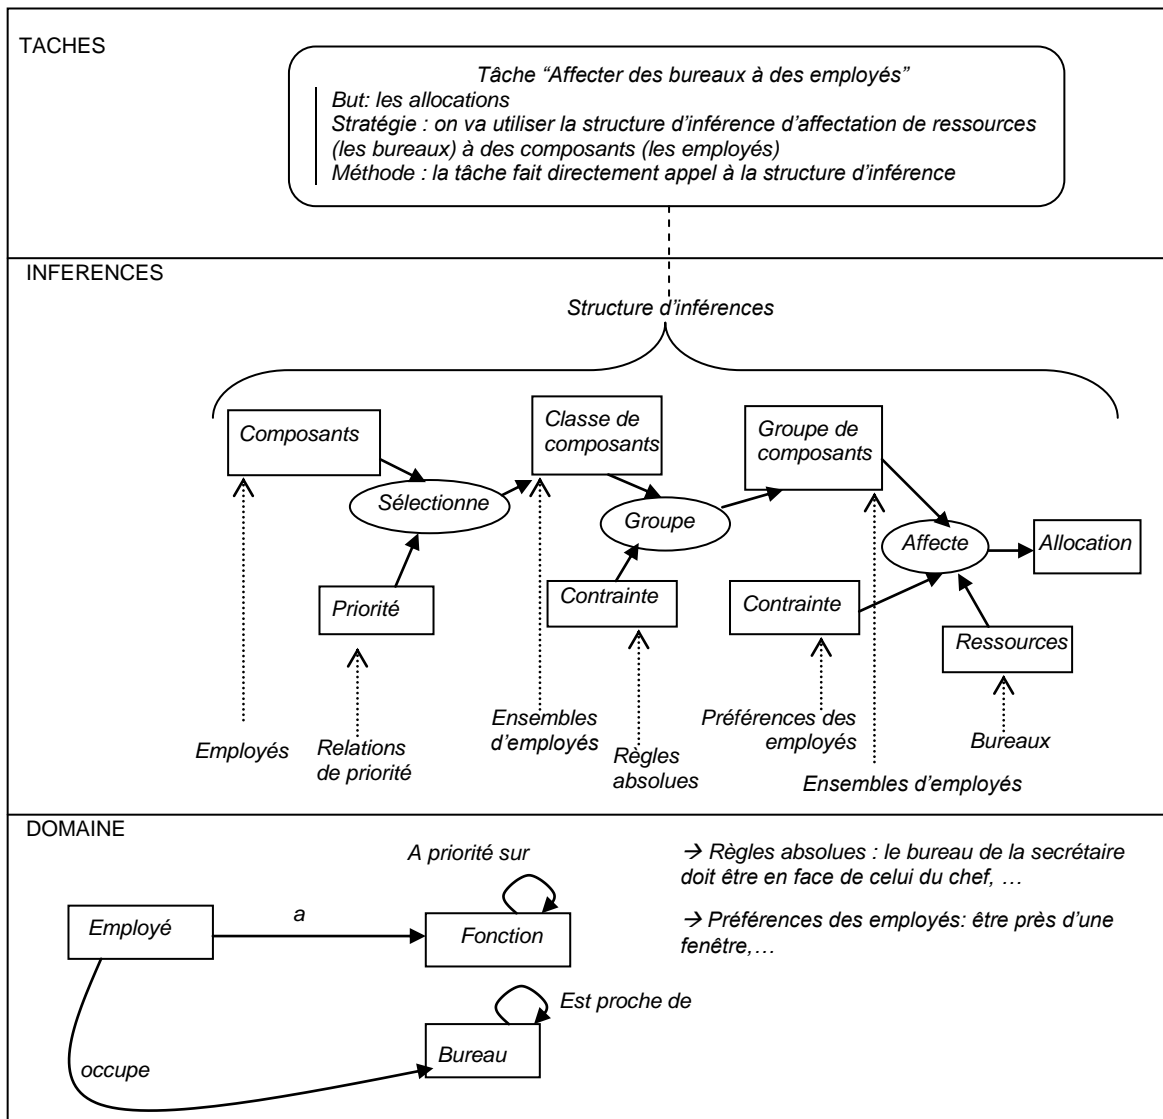 TACHES
Tâche “Affecter des bureaux à des employés”
But: les allocations
Stratégie : on va utiliser la structure d’inférence d’affectation de ressources
(les bureaux) à des composants (les employés)
Méthode : la tâche fait directement appel à la structure d’inférence
INFERENCES
Structure d’inférences
Composants
Classe de
composants
Groupe de
composants
Sélectionne
Groupe
Affecte
Allocation
Priorité
Contrainte
Contrainte
Ressources
Employés
Relations
de priorité
Ensembles
d’employés
Règles
absolues
Préférences des
employés
Ensembles d’employés
Bureaux
DOMAINE
A priorité sur
Employé
a
Fonction
Est proche de
Bureau
occupe
→ Règles absolues : le bureau de la secrétaire
doit être en face de celui du chef, …
→ Préférences des employés: être près d’une
fenêtre,…